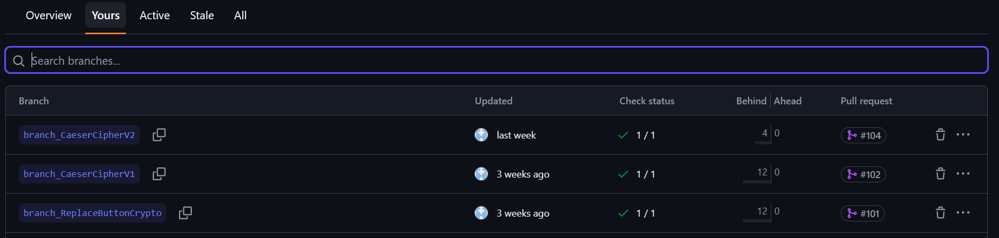 Overview Yours Active Stale All
Search branches...
Branch Updated Check status Behind Ahead Pull request
branch_CaeserCipherV2 last week 1 / 1 4 0 #104
branch_CaeserCipherV1 3 weeks ago 1 / 1 12 0 #102
branch_ReplaceButtonCrypto 3 weeks ago 1 / 1 12 0 #101